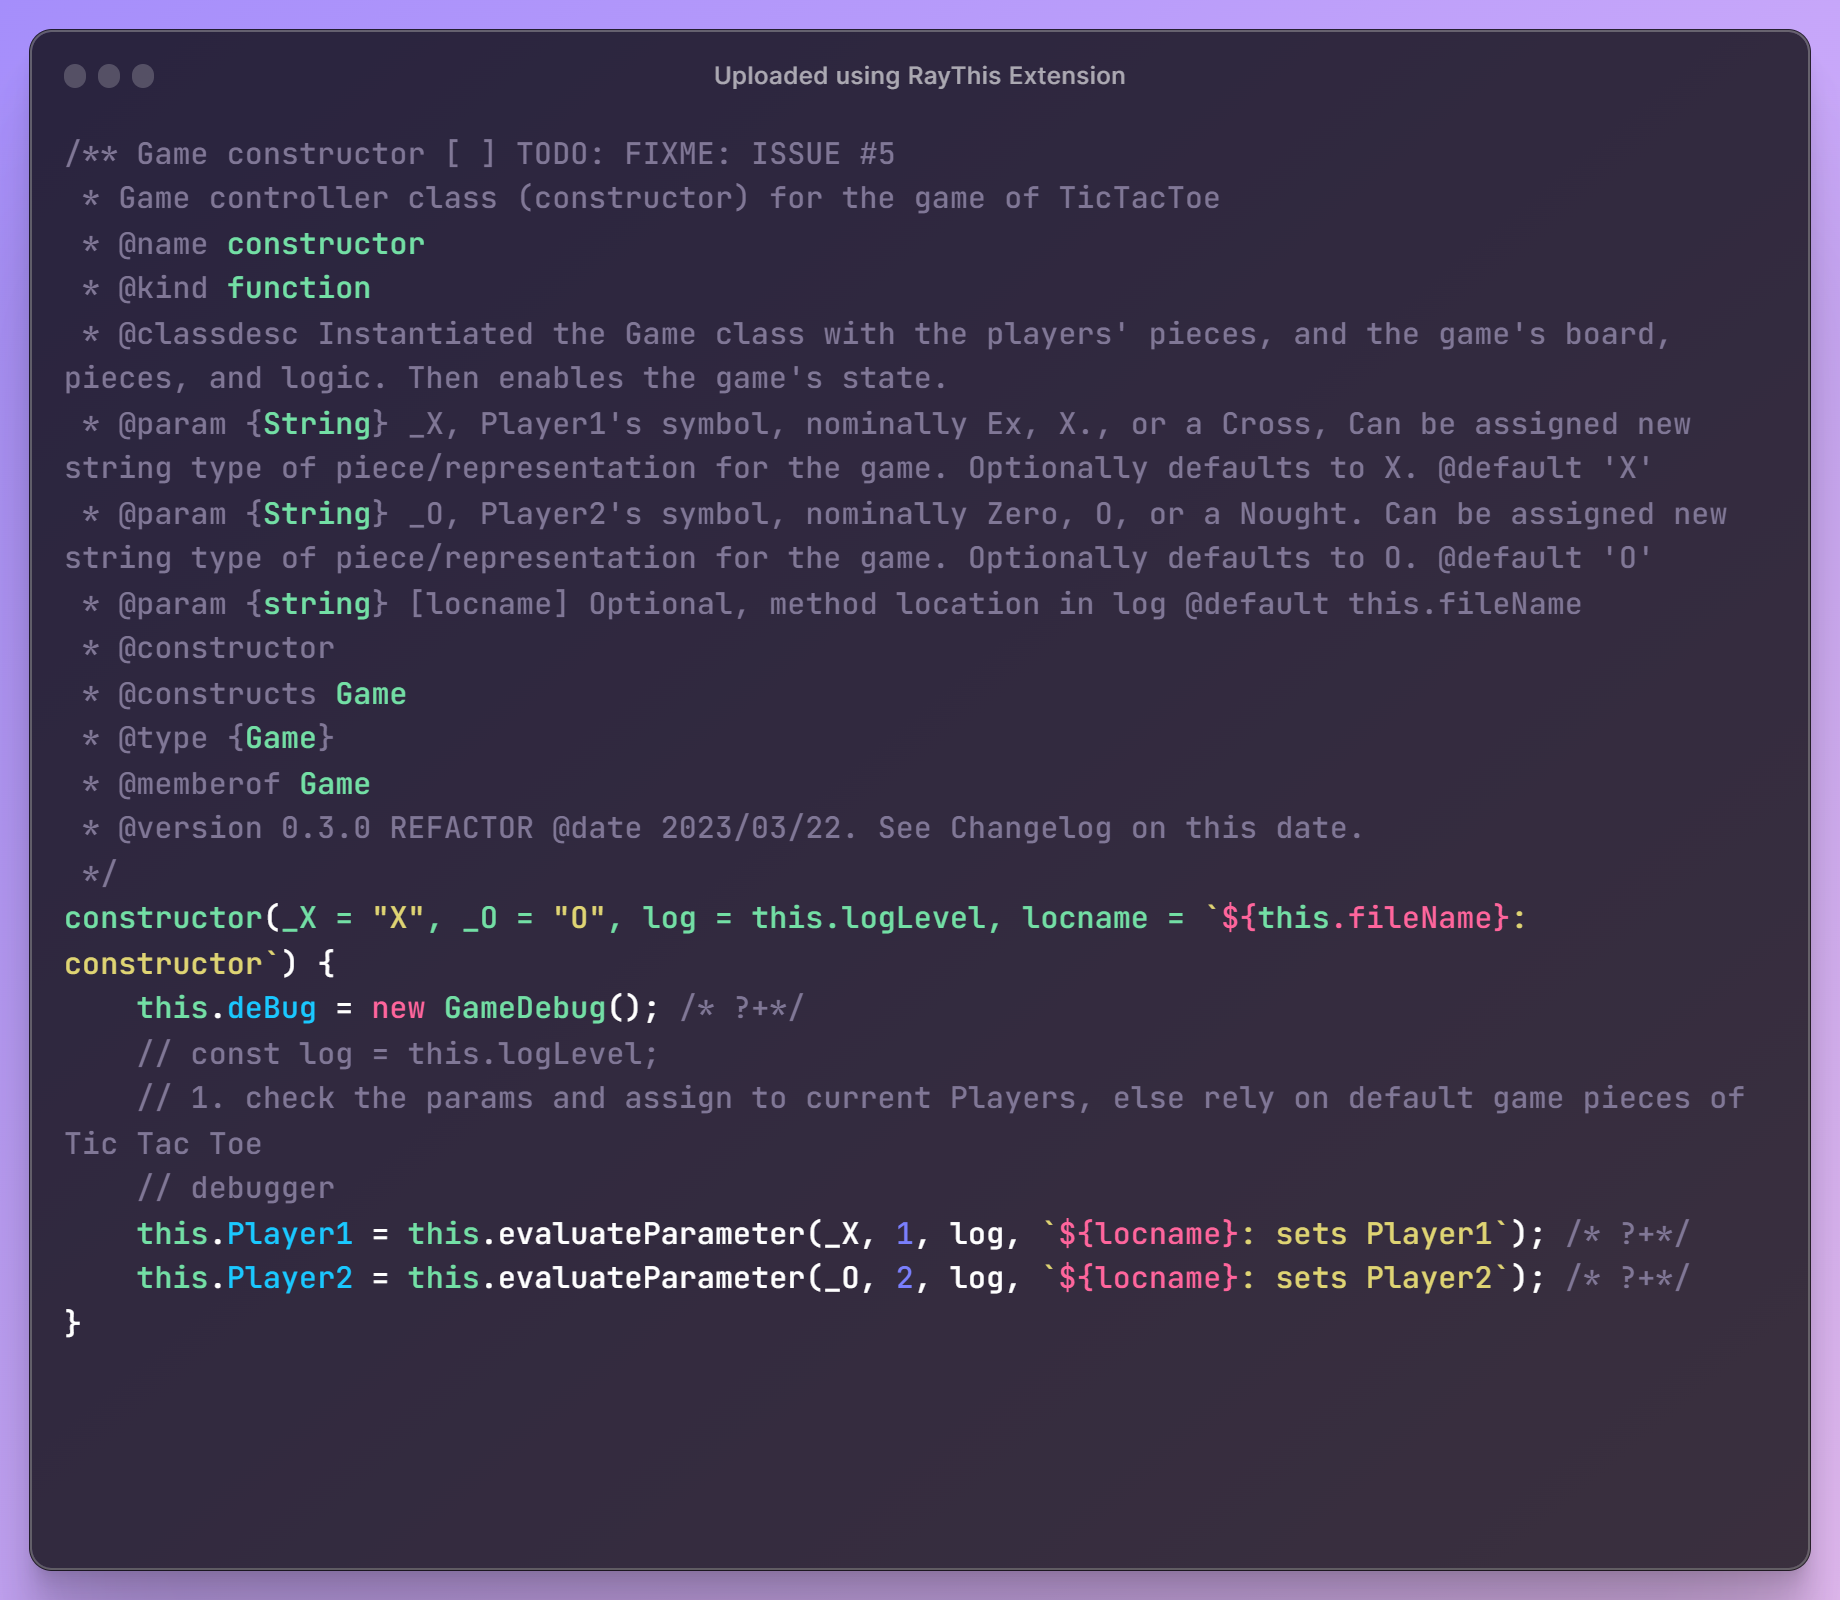 Uploaded using RayThis Extension
/** Game constructor [ ] TODO: FIXME: ISSUE #5
 * Game controller class (constructor) for the game of TicTacToe
 * @name constructor
 * @kind function
 * @classdesc Instantiated the Game class with the players' pieces, and the game's board,
pieces, and logic. Then enables the game's state.
 * @param {String} _X, Player1's symbol, nominally Ex, X., or a Cross, Can be assigned new
string type of piece/representation for the game. Optionally defaults to X. @default 'X'
 * @param {String} _O, Player2's symbol, nominally Zero, O, or a Nought. Can be assigned new
string type of piece/representation for the game. Optionally defaults to O. @default 'O'
 * @param {string} [locname] Optional, method location in log @default this.fileName
 * @constructor
 * @constructs Game
 * @type {Game}
 * @memberof Game
 * @version 0.3.0 REFACTOR @date 2023/03/22. See Changelog on this date.
 */
constructor(_X = "X", _O = "O", log = this.logLevel, locname = `${this.fileName}:
constructor`) {
    this.deBug = new GameDebug(); /* ?+*/
    // const log = this.logLevel;
    // 1. check the params and assign to current Players, else rely on default game pieces of
Tic Tac Toe
    // debugger
    this.Player1 = this.evaluateParameter(_X, 1, log, `${locname}: sets Player1`); /* ?+*/
    this.Player2 = this.evaluateParameter(_O, 2, log, `${locname}: sets Player2`); /* ?+*/
}